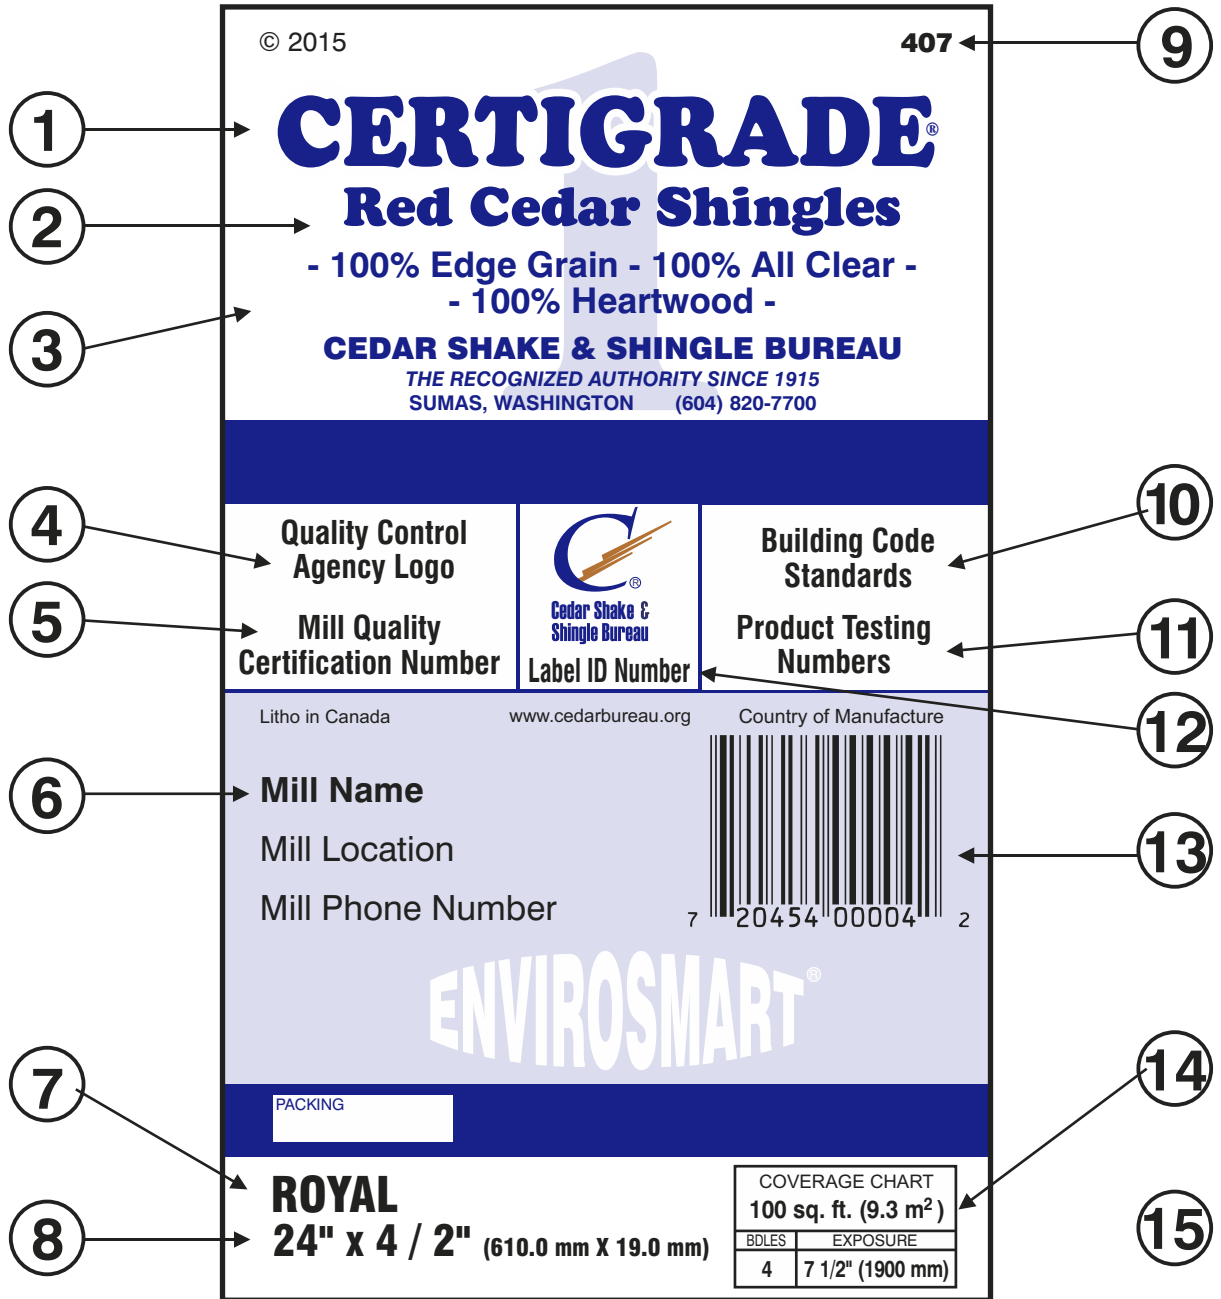 © 2015
407
9
1
CERTIGRADE®
2
Red Cedar Shingles
- 100% Edge Grain - 100% All Clear -
- 100% Heartwood -
3
CEDAR SHAKE & SHINGLE BUREAU
THE RECOGNIZED AUTHORITY SINCE 1915
SUMAS, WASHINGTON (604) 820-7700
1
4
Quality Control
Agency Logo
5
Mill Quality
Certification Number
C®
Cedar Shake &
Shingle Bureau
Label ID Number
Building Code
Standards
10
Product Testing
Numbers
11
12
Litho in Canada
www.cedarbureau.org
Country of Manufacture
6
Mill Name
Mill Location
Mill Phone Number
7 20454 00004 2
13
ENVIROSMART®
14
7
PACKING
ROYAL
8
24" x 4 / 2" (610.0 mm X 19.0 mm)
COVERAGE CHART
100 sq. ft. (9.3 m²)
BDLES EXPOSURE
4 7 1/2" (1900 mm)
15